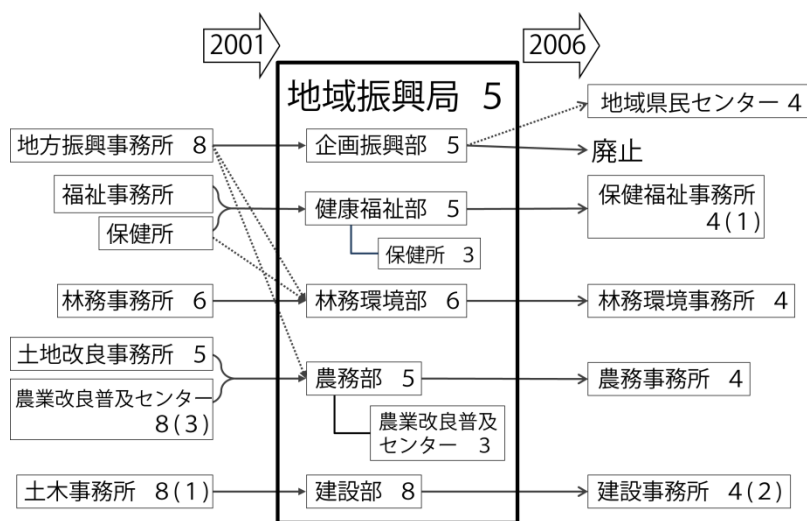 2001
2006
地域振興局 5
地域県民センター 4
地方振興事務所 8
企画振興部 5
廃止
福祉事務所
保健所
健康福祉部 5
保健所 3
保健福祉事務所
4(1)
林務事務所 6
林務環境部 6
林務環境事務所 4
土地改良事務所 5
農業改良普及センター
8(3)
農務部 5
農業改良普及
センター 3
農務事務所 4
土木事務所 8(1)
建設部 8
建設事務所 4(2)